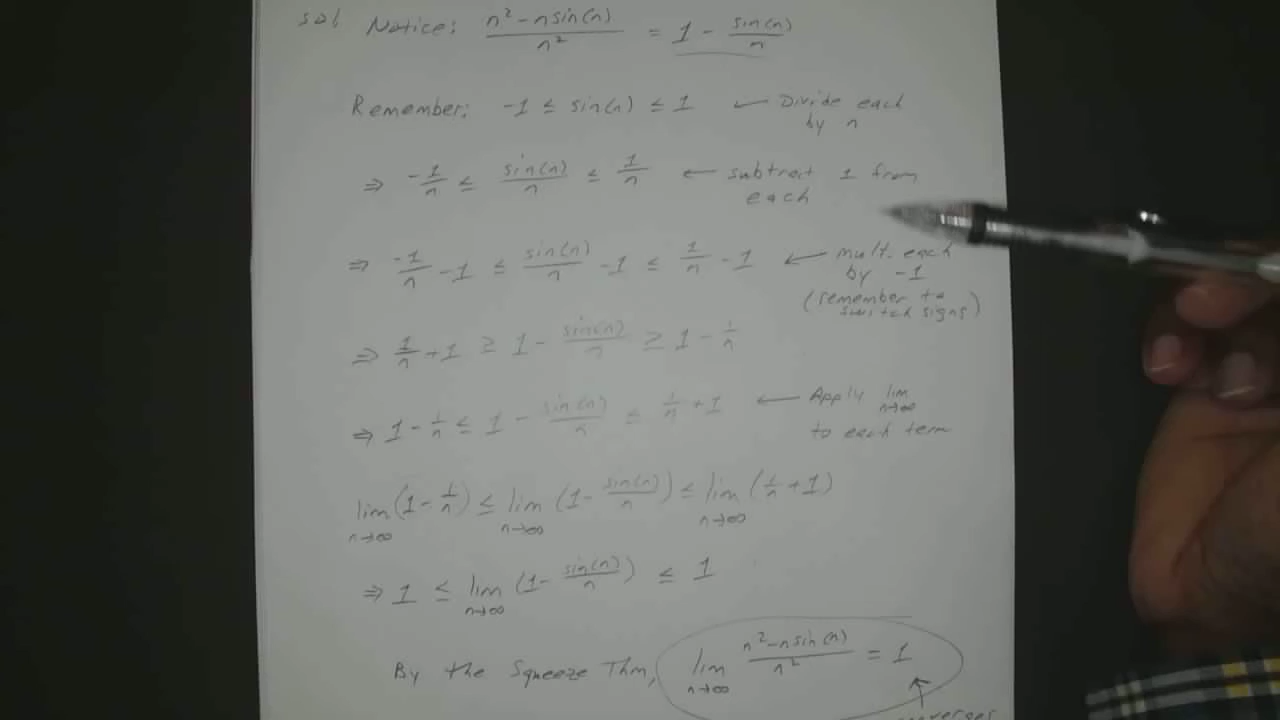 sol Notice: n² - n sin(n) / n² = 1 - sin(n)/n
Remember: -1 ≤ sin(n) ≤ 1 ← Divide each
by n
⇒ -1/n ≤ sin(n)/n ≤ 1/n ← subtract 1 from
each
⇒ -1/n - 1 ≤ sin(n)/n - 1 ≤ 1/n - 1 ← mult. each
by -1
(remember to
switch signs)
⇒ 1/n + 1 ≥ 1 - sin(n)/n ≥ 1 - 1/n
⇒ 1 - 1/n ≤ 1 - sin(n)/n ≤ 1/n + 1 ← Apply lim n→∞
to each term
lim n→∞ (1 - 1/n) ≤ lim n→∞ (1 - sin(n)/n) ≤ lim n→∞ (1/n + 1)
⇒ 1 ≤ lim n→∞ (1 - sin(n)/n) ≤ 1
By the Squeeze Thm, lim n→∞ n² - n sin(n) / n² = 1